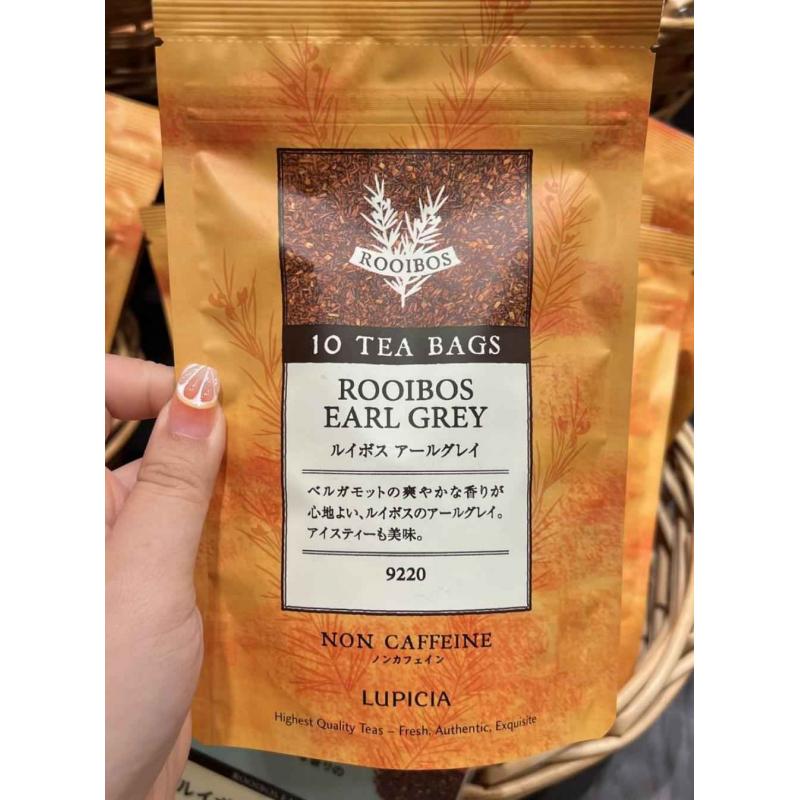 ROOIBOS
10 TEA BAGS
ROOIBOS
EARL GREY
ルイボス アールグレイ
ベルガモットの爽やかな香りが
心地よい、ルイボスのアールグレイ。
アイスティーも美味。
9220
NON CAFFEINE
ノンカフェイン
LUPICIA
Highest Quality Teas – Fresh, Authentic, Exquisite